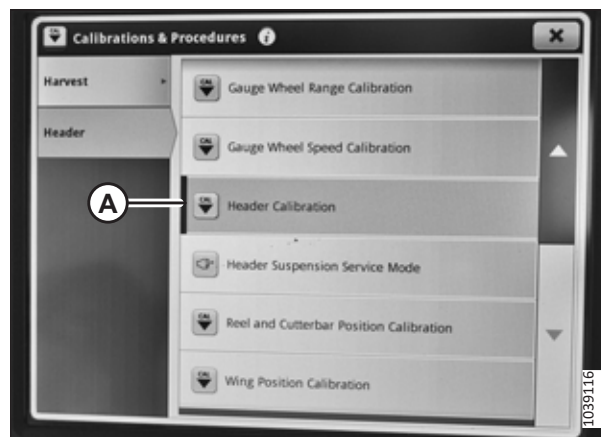 Calibrations & Procedures i
Harvest
Header
Gauge Wheel Range Calibration
Gauge Wheel Speed Calibration
A
Header Calibration
Header Suspension Service Mode
Reel and Cutterbar Position Calibration
Wing Position Calibration
1039116